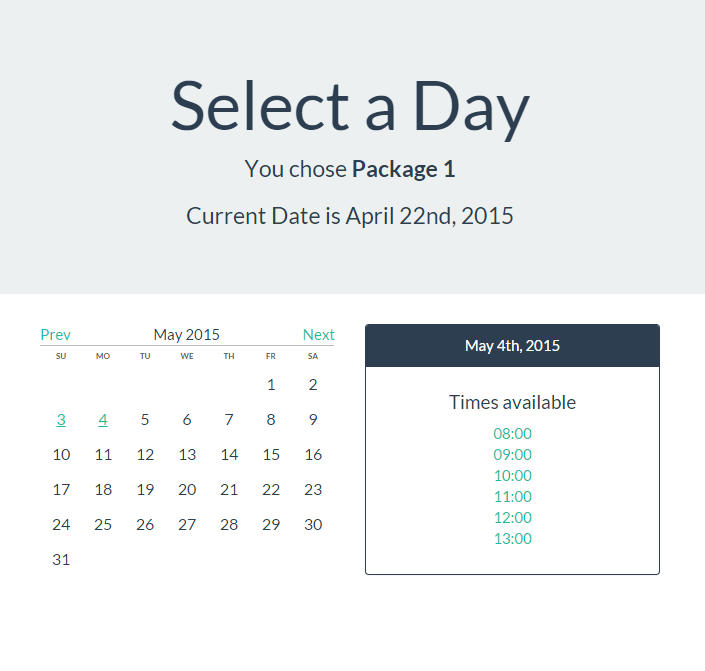 Select a Day
You chose Package 1
Current Date is April 22nd, 2015
Prev May 2015 Next
SU MO TU WE TH FR SA
1 2
3 4 5 6 7 8 9
10 11 12 13 14 15 16
17 18 19 20 21 22 23
24 25 26 27 28 29 30
31
May 4th, 2015
Times available
08:00
09:00
10:00
11:00
12:00
13:00